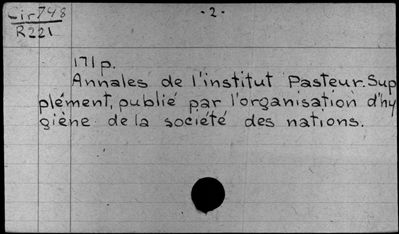 Cir748 - 2 -
R221
171p.
Annales de l'institut Pasteur. Sup
plément, publié par l'organisation d'hy
giène de la société des nations.